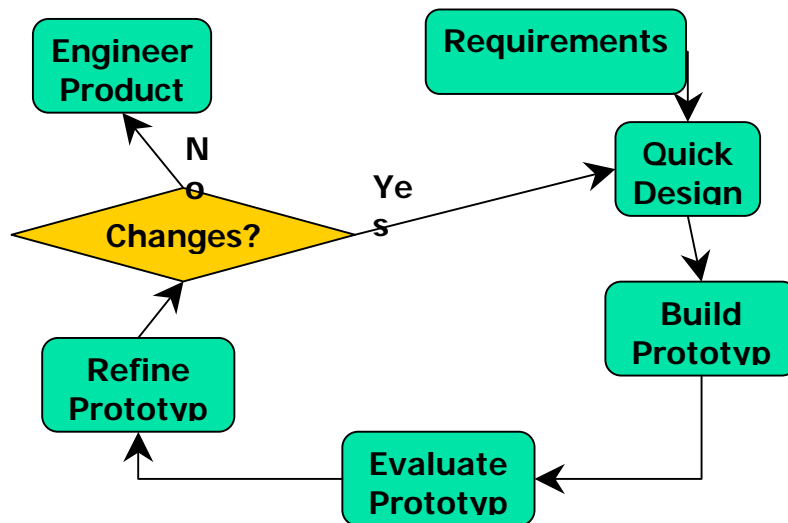 Engineer
Product
Requirements
N
o
Ye
s
Quick
Design
Changes?
Build
Prototyp
Refine
Prototyp
Evaluate
Prototyp